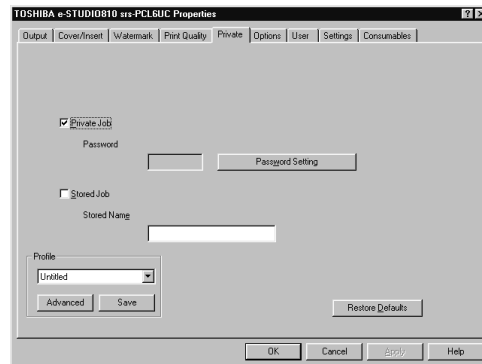 TOSHIBA e-STUDIO810 srs-PCL6UC Properties
Output Cover/Insert Watermark Print Quality Private Options User Settings Consumables
Private Job
Password
Password Setting
Stored Job
Stored Name
Profile
Untitled
Advanced Save
Restore Defaults
OK Cancel Apply Help